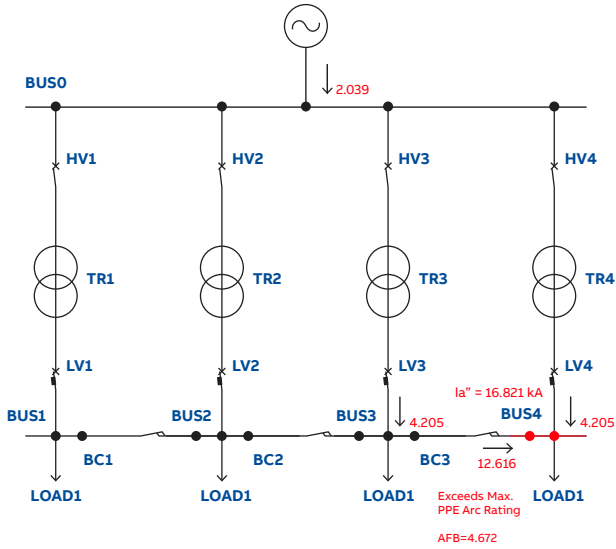 2.039
BUS0
HV1
HV2
HV3
HV4
TR1
TR2
TR3
TR4
LV1
LV2
LV3
LV4
Ia" = 16.821 kA
BUS1
BUS2
BUS3
BUS4
4.205
4.205
BC1
BC2
BC3
12.616
LOAD1
LOAD1
LOAD1
LOAD1
Exceeds Max.
PPE Arc Rating
AFB=4.672